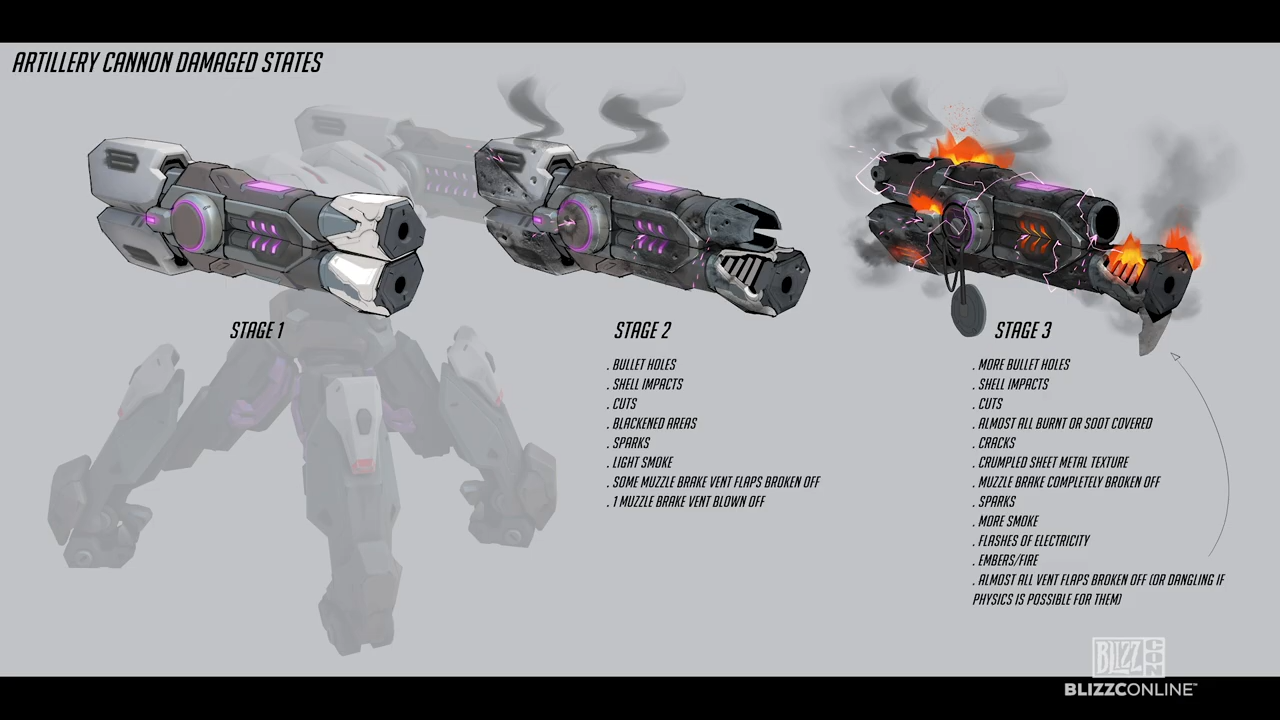 ARTILLERY CANNON DAMAGED STATES
STAGE 1
STAGE 2
. BULLET HOLES
. SHELL IMPACTS
. CUTS
. BLACKENED AREAS
. SPARKS
. LIGHT SMOKE
. SOME MUZZLE BRAKE VENT FLAPS BROKEN OFF
. 1 MUZZLE BRAKE VENT BLOWN OFF
STAGE 3
. MORE BULLET HOLES
. SHELL IMPACTS
. CUTS
. ALMOST ALL BURNT OR SOOT COVERED
. CRACKS
. CRUMPLED SHEET METAL TEXTURE
. MUZZLE BRAKE COMPLETELY BROKEN OFF
. SPARKS
. MORE SMOKE
. FLASHES OF ELECTRICITY
. EMBERS/FIRE
. ALMOST ALL VENT FLAPS BROKEN OFF (OR DANGLING IF
PHYSICS IS POSSIBLE FOR THEM)
BLIZZCON
BLIZZCONLINE™